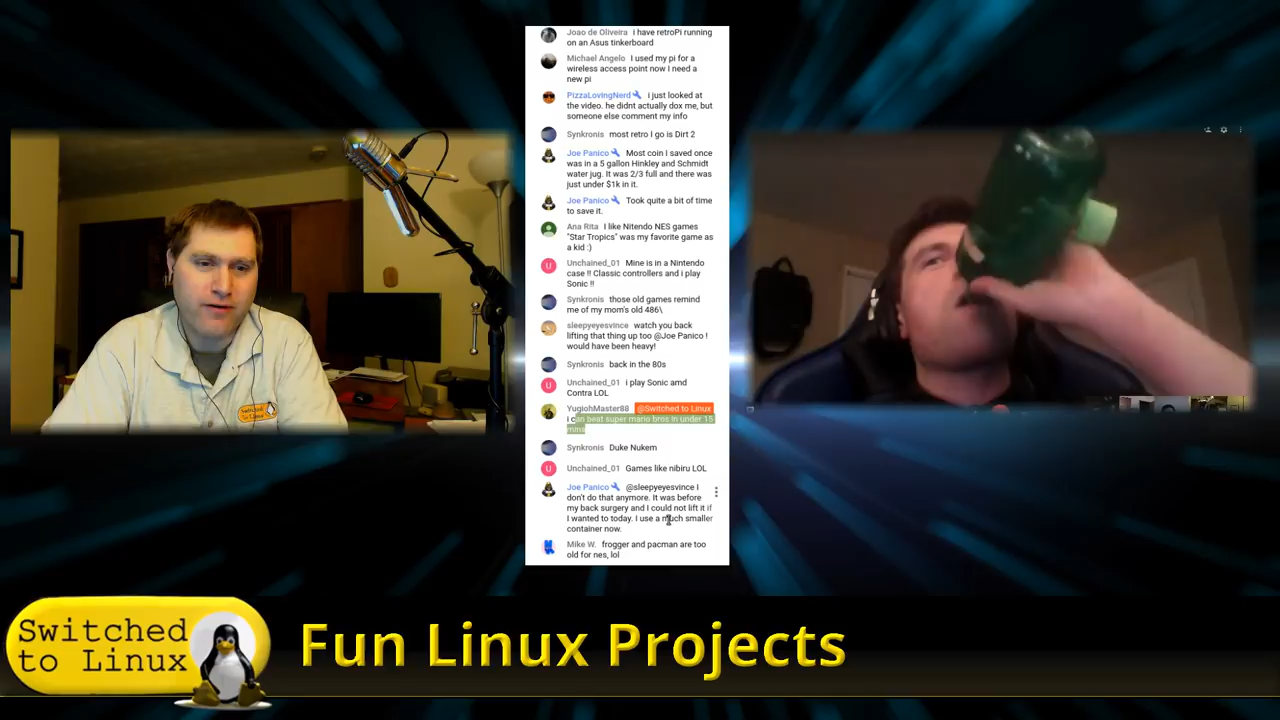 Joao de Oliveira i have retroPi running
on an Asus tinkerboard
Michael Angelo I used my pi for a
wireless access point now I need a
new pi
PizzaLovingNerd i just looked at
the video. he didnt actually dox me, but
someone else comment my info
Synkronis most retro I go is Dirt 2
Joe Panico Most coin I saved once
was in a 5 gallon Hinkley and Schmidt
water jug. It was 2/3 full and there was
just under $1k in it.
Joe Panico Took quite a bit of time
to save it.
Ana Rita I like Nitendo NES games
"Star Tropics" was my favorite game as
a kid :)
U Unchained_01 Mine is in a Nintendo
case !! Classic controllers and i play
Sonic !!
Synkronis those old games remind
me of my mom's old 486\
sleepyeyesvince watch you back
lifting that thing up too @Joe Panico !
would have been heavy!
Synkronis back in the 80s
U Unchained_01 i play Sonic amd
Contra LOL
YugiohMaster88 @Switched to Linux
i can beat super mario bros in under 15
mins
Synkronis Duke Nukem
U Unchained_01 Games like nibiru LOL
Joe Panico @sleepyeyesvince I
don't do that anymore. It was before
my back surgery and I could not lift it if
I wanted to today. I use a much smaller
container now.
Mike W. frogger and pacman are too
old for nes, lol
Switched
to Linux
Switched
to Linux
Fun Linux Projects